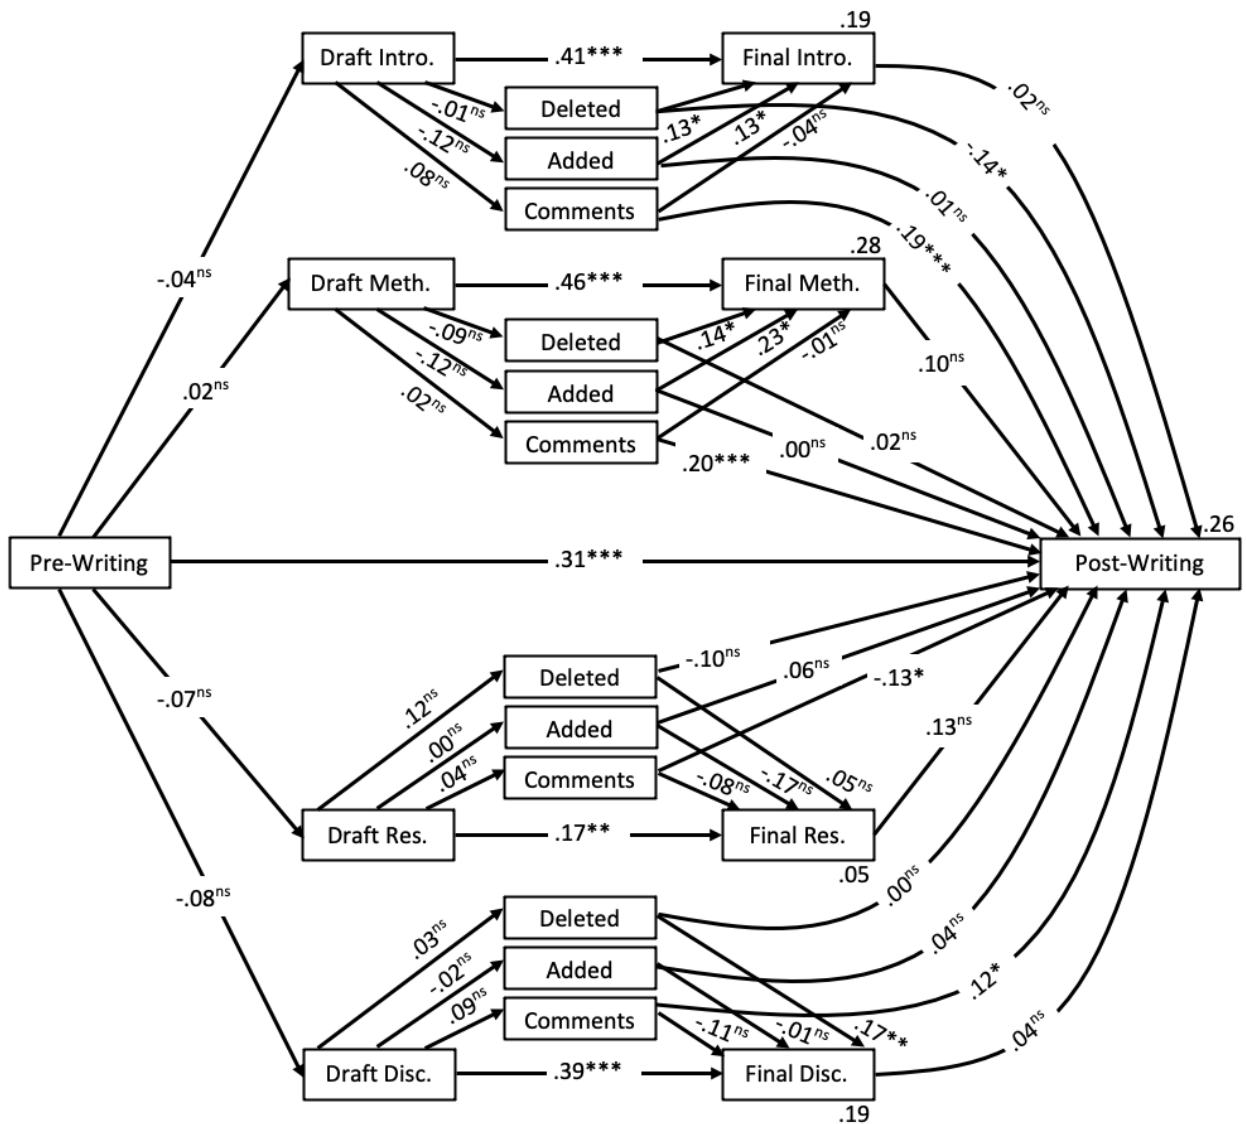 .19
Draft Intro. .41*** Final Intro.
-.01ns Deleted .13* .13* -.04ns .02ns
-.12ns Added -.14*
.08ns Comments .01ns
.19***
-.04ns
.28
Draft Meth. .46*** Final Meth.
-.09ns Deleted .14* .23* -.01ns
-.12ns Added .10ns
.02ns .02ns Comments .00ns .02ns
.20***
.26
Pre-Writing .31*** Post-Writing
-.10ns
Deleted .06ns -.13*
-.07ns .12ns
.00ns Added .13ns
.04ns Comments -.08ns -.17ns .05ns
Draft Res. .17** Final Res.
.05
-.08ns .00ns
Deleted
.03ns .04ns
-.02ns Added .12*
.09ns Comments -.11ns -.01ns .17** .04ns
Draft Disc. .39*** Final Disc.
.19